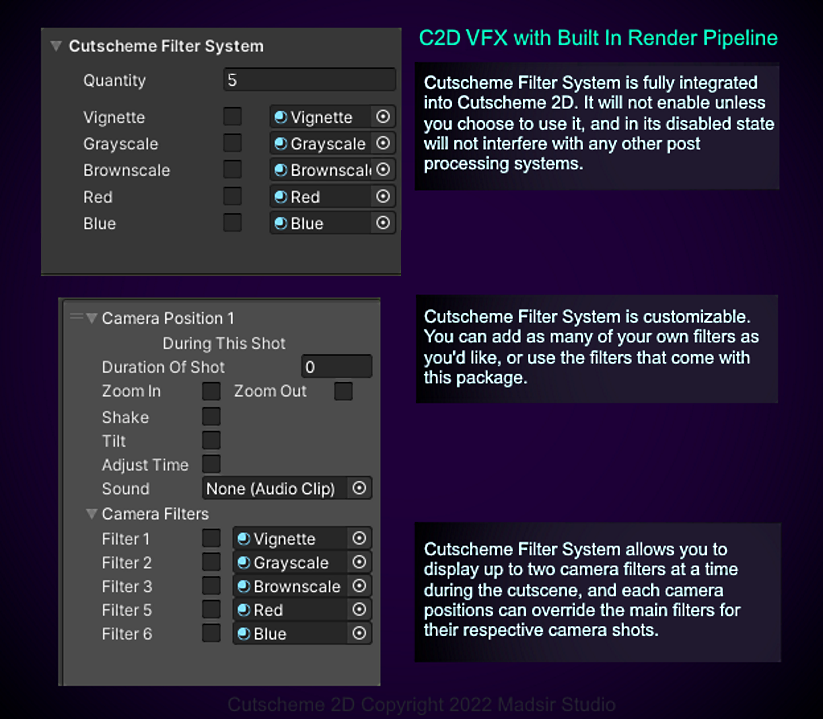 Cutscheme Filter System
Quantity 5
Vignette Vignette
Grayscale Grayscale
Brownscale Brownscal
Red Red
Blue Blue
C2D VFX with Built In Render Pipeline
Cutscheme Filter System is fully integrated
into Cutscheme 2D. It will not enable unless
you choose to use it, and in its disabled state
will not interfere with any other post
processing systems.
Camera Position 1
During This Shot
Duration Of Shot 0
Zoom In Zoom Out
Shake
Tilt
Adjust Time
Sound None (Audio Clip)
Camera Filters
Filter 1 Vignette
Filter 2 Grayscale
Filter 3 Brownscale
Filter 5 Red
Filter 6 Blue
Cutscheme Filter System is customizable.
You can add as many of your own filters as
you'd like, or use the filters that come with
this package.
Cutscheme Filter System allows you to
display up to two camera filters at a time
during the cutscene, and each camera
positions can override the main filters for
their respective camera shots.
Cutscheme 2D Copyright 2022 Madsir Studio